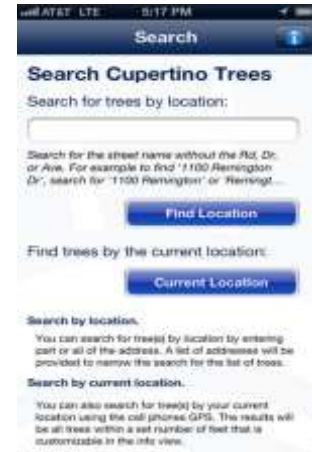 AT&T LTE 5:17 PM
Search
Search Cupertino Trees
Search for trees by location:
Search for the street name without the Rd, Dr,
or Ave. For example to find '1100 Remington
Dr', search for '1100 Remington' or 'Remingt...
Find Location
Find trees by the current location:
Current Location
Search by location.
You can search for tree(s) by location by entering
part or all of the address. A list of addresses will be
provided to narrow the search for the list of trees.
Search by current location.
You can also search for tree(s) by your current
location using the cell phones GPS. The results will
be all trees within a set number of feet that is
customizable in the info view.